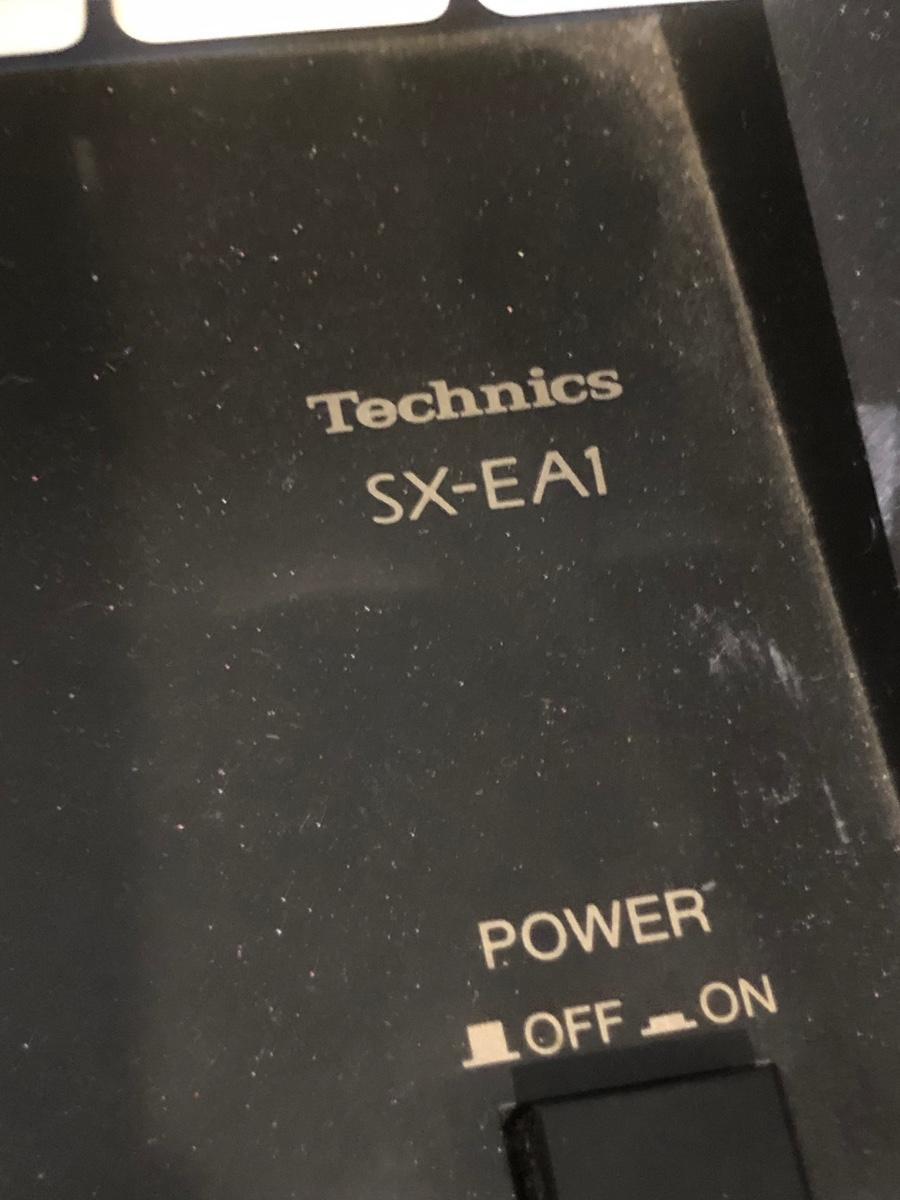 Technics
SX-EA1
POWER
OFF ON